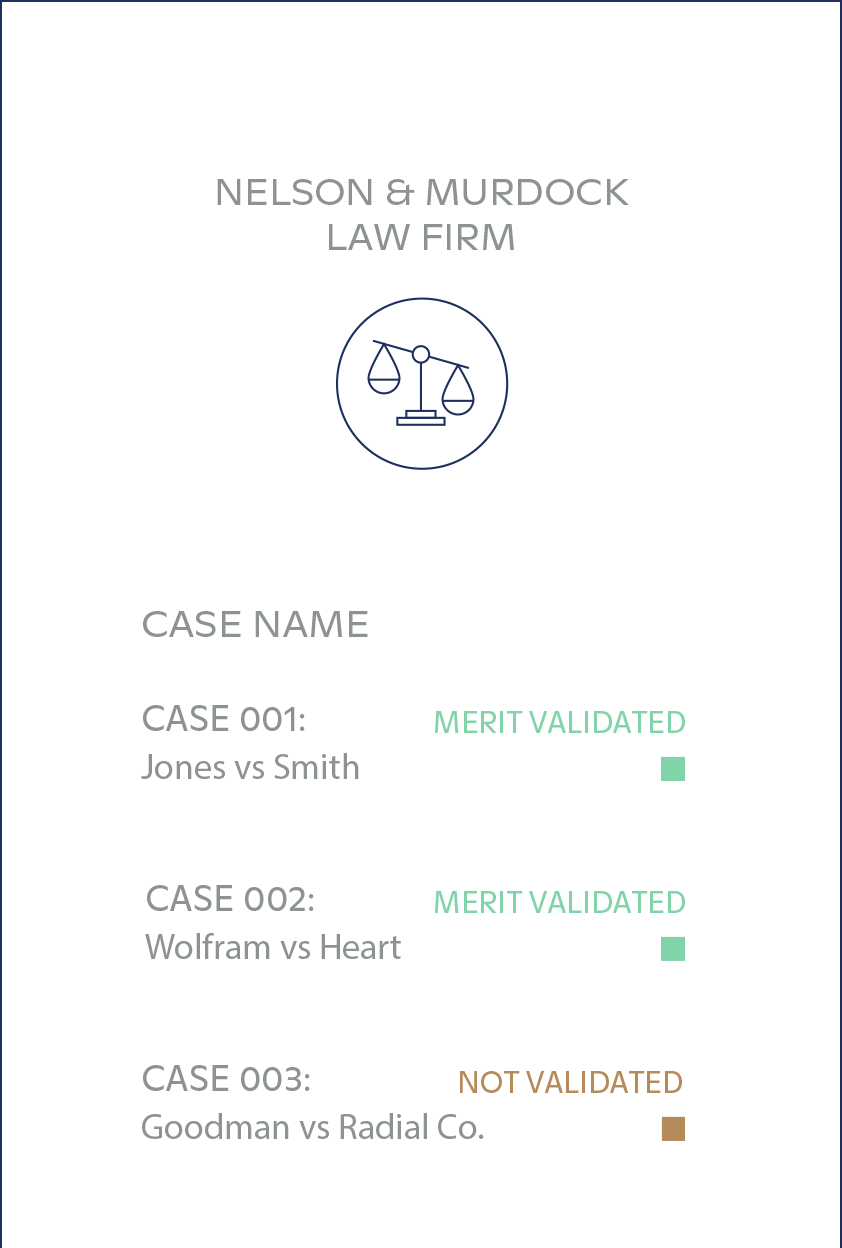 NELSON & MURDOCK
LAW FIRM
CASE NAME
CASE 001:
MERIT VALIDATED
Jones vs Smith
CASE 002:
MERIT VALIDATED
Wolfram vs Heart
CASE 003:
NOT VALIDATED
Goodman vs Radial Co.